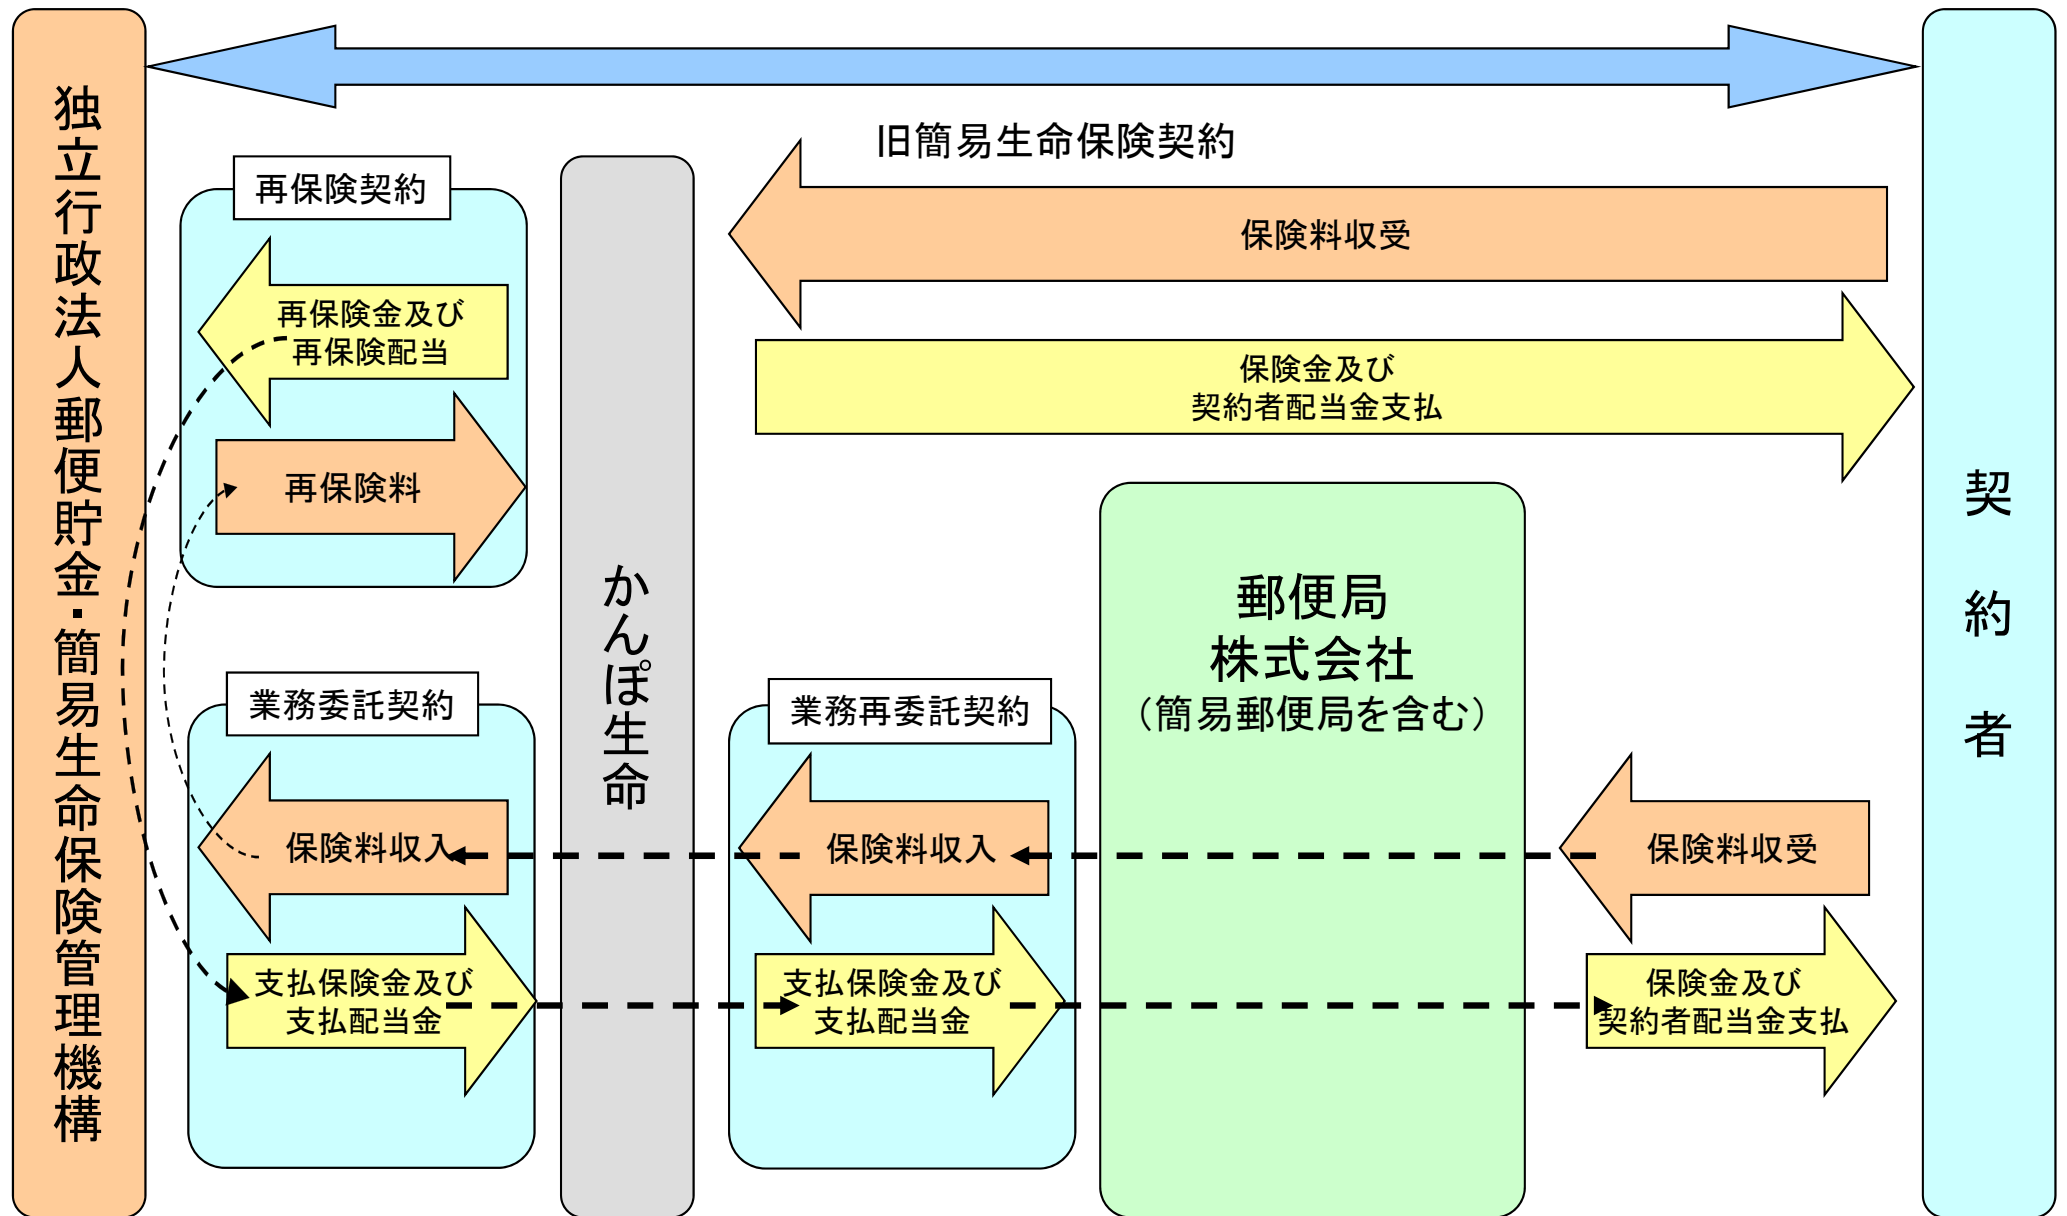 独立行政法人郵便貯金・簡易生命保険管理機構
旧簡易生命保険契約
再保険契約
再保険金及び
再保険配当
再保険料
業務委託契約
保険料収入
支払保険金及び
支払配当金
かんぽ生命
保険料収受
保険金及び
契約者配当金支払
業務再委託契約
保険料収入
支払保険金及び
支払配当金
郵便局
株式会社
（簡易郵便局を含む）
保険料収受
保険金及び
契約者配当金支払
契約者